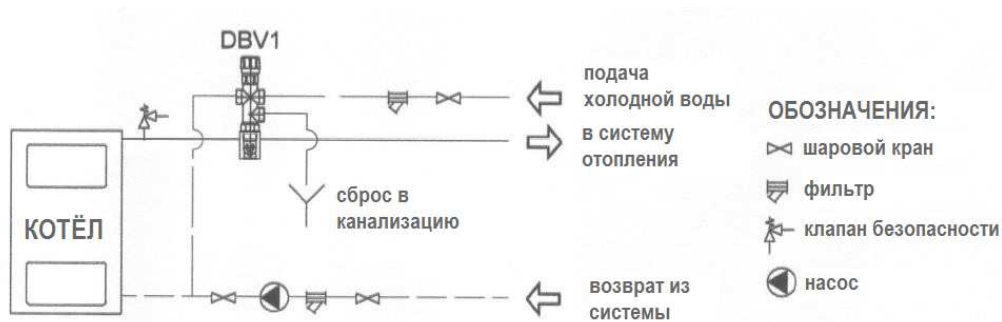 DBV1
подача
холодной воды
в систему
отопления
сброс в
канализацию
КОТЁЛ
возврат из
системы
ОБОЗНАЧЕНИЯ:
шаровой кран
фильтр
клапан безопасности
насос